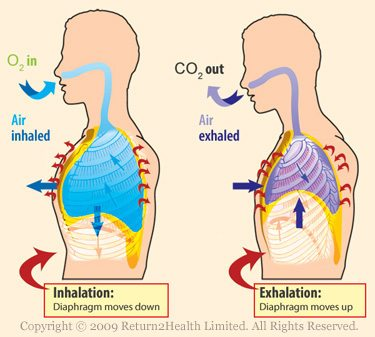 O₂ in
Air
inhaled
Inhalation:
Diaphragm moves down
CO₂ out
Air
exhaled
Exhalation:
Diaphragm moves up
Copyright © 2009 Return2Health Limited. All Rights Reserved.